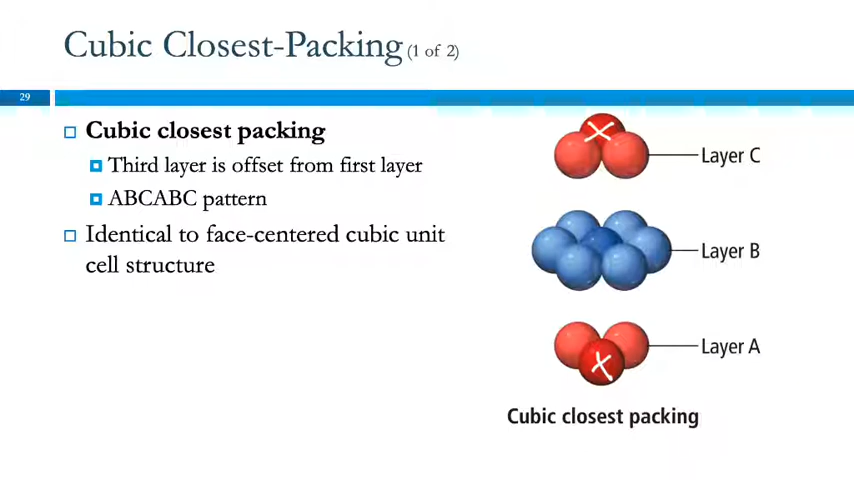 Cubic Closest-Packing (1 of 2)
29
Cubic closest packing
Third layer is offset from first layer
ABCABC pattern
Identical to face-centered cubic unit
cell structure
Layer C
Layer B
Layer A
Cubic closest packing